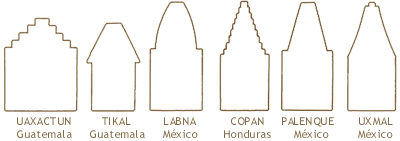 UAXACTUN
Guatemala
TIKAL
Guatemala
LABNA
México
COPAN
Honduras
PALENQUE
México
UXMAL
México